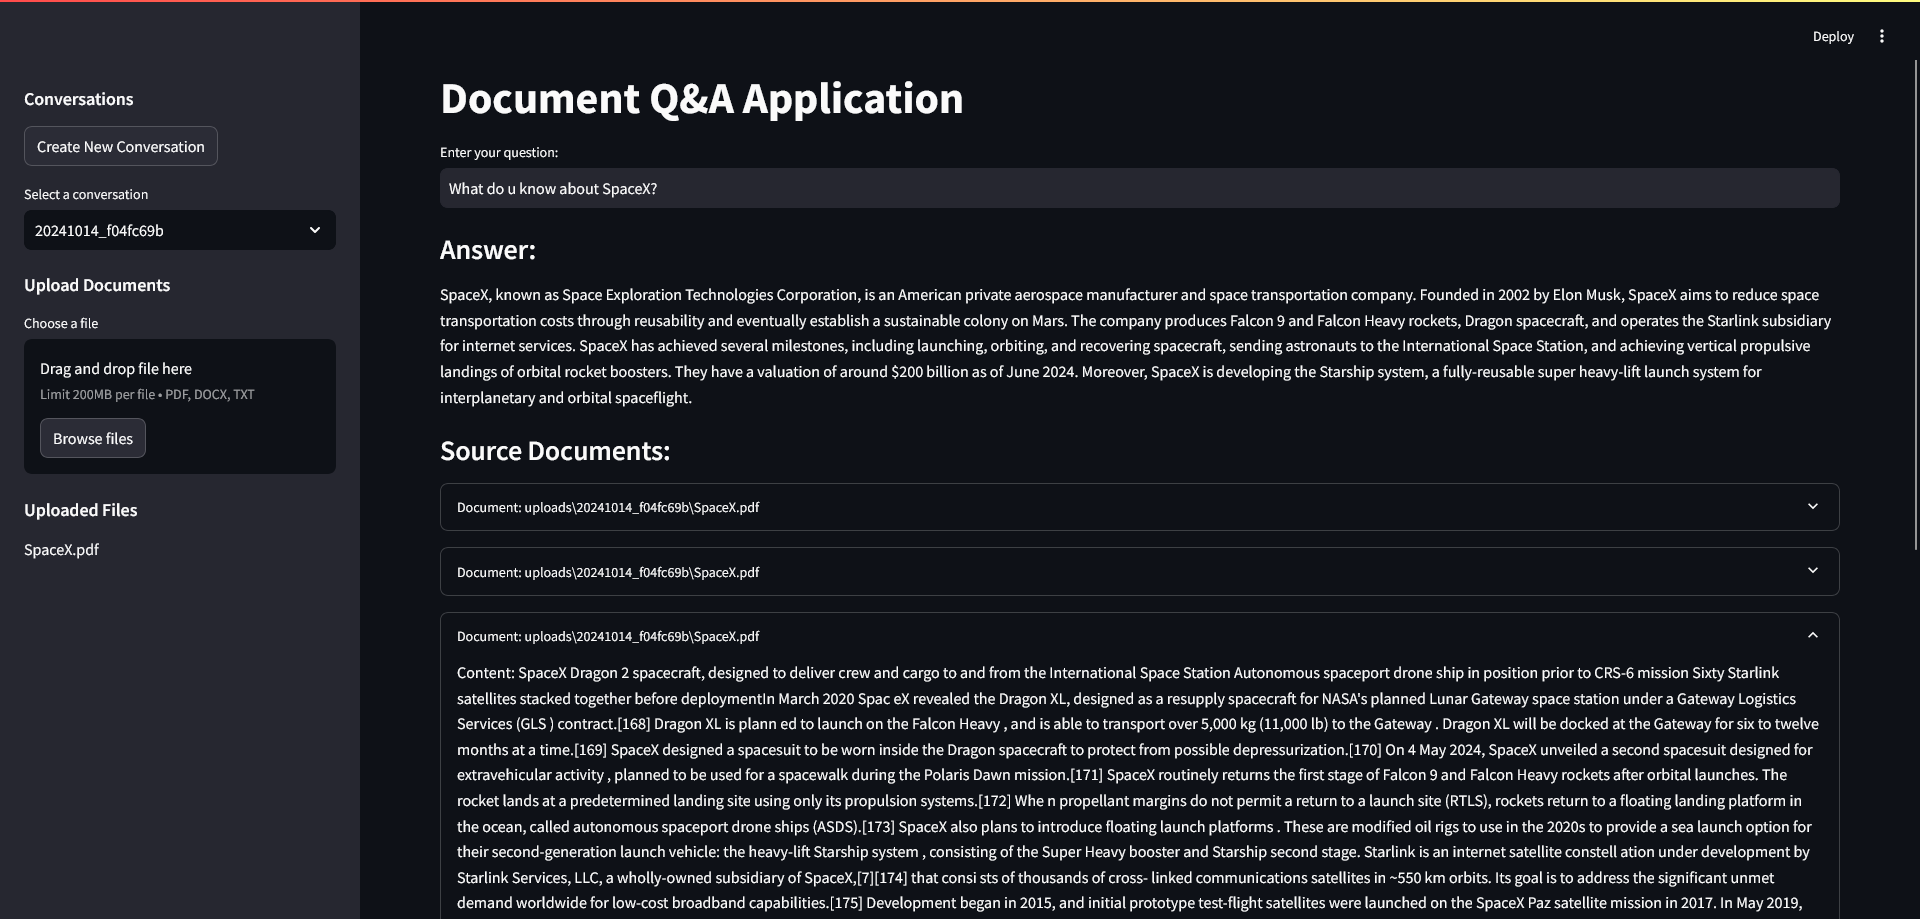 Deploy
Conversations
Create New Conversation
Select a conversation
20241014_f04fc69b
Upload Documents
Choose a file
Drag and drop file here
Limit 200MB per file • PDF, DOCX, TXT
Browse files
Uploaded Files
SpaceX.pdf
Document Q&A Application
Enter your question:
What do u know about SpaceX?
Answer:
SpaceX, known as Space Exploration Technologies Corporation, is an American private aerospace manufacturer and space transportation company. Founded in 2002 by Elon Musk, SpaceX aims to reduce space
transportation costs through reusability and eventually establish a sustainable colony on Mars. The company produces Falcon 9 and Falcon Heavy rockets, Dragon spacecraft, and operates the Starlink subsidiary
for internet services. SpaceX has achieved several milestones, including launching, orbiting, and recovering spacecraft, sending astronauts to the International Space Station, and achieving vertical propulsive
landings of orbital rocket boosters. They have a valuation of around $200 billion as of June 2024. Moreover, SpaceX is developing the Starship system, a fully-reusable super heavy-lift launch system for
interplanetary and orbital spaceflight.
Source Documents:
Document: uploads\20241014_f04fc69b\SpaceX.pdf
Document: uploads\20241014_f04fc69b\SpaceX.pdf
Document: uploads\20241014_f04fc69b\SpaceX.pdf
Content: SpaceX Dragon 2 spacecraft, designed to deliver crew and cargo to and from the International Space Station Autonomous spaceport drone ship in position prior to CRS-6 mission Sixty Starlink
satellites stacked together before deploymentIn March 2020 Spac eX revealed the Dragon XL, designed as a resupply spacecraft for NASA's planned Lunar Gateway space station under a Gateway Logistics
Services (GLS ) contract.[168] Dragon XL is plann ed to launch on the Falcon Heavy , and is able to transport over 5,000 kg (11,000 lb) to the Gateway . Dragon XL will be docked at the Gateway for six to twelve
months at a time.[169] SpaceX designed a spacesuit to be worn inside the Dragon spacecraft to protect from possible depressurization.[170] On 4 May 2024, SpaceX unveiled a second spacesuit designed for
extravehicular activity , planned to be used for a spacewalk during the Polaris Dawn mission.[171] SpaceX routinely returns the first stage of Falcon 9 and Falcon Heavy rockets after orbital launches. The
rocket lands at a predetermined landing site using only its propulsion systems.[172] Whe n propellant margins do not permit a return to a launch site (RTLS), rockets return to a floating landing platform in
the ocean, called autonomous spaceport drone ships (ASDS).[173] SpaceX also plans to introduce floating launch platforms . These are modified oil rigs to use in the 2020s to provide a sea launch option for
their second-generation launch vehicle: the heavy-lift Starship system , consisting of the Super Heavy booster and Starship second stage. Starlink is an internet satellite constell ation under development by
Starlink Services, LLC, a wholly-owned subsidiary of SpaceX,[7][174] that consi sts of thousands of cross- linked communications satellites in ~550 km orbits. Its goal is to address the significant unmet
demand worldwide for low-cost broadband capabilities.[175] Development began in 2015, and initial prototype test-flight satellites were launched on the SpaceX Paz satellite mission in 2017. In May 2019,